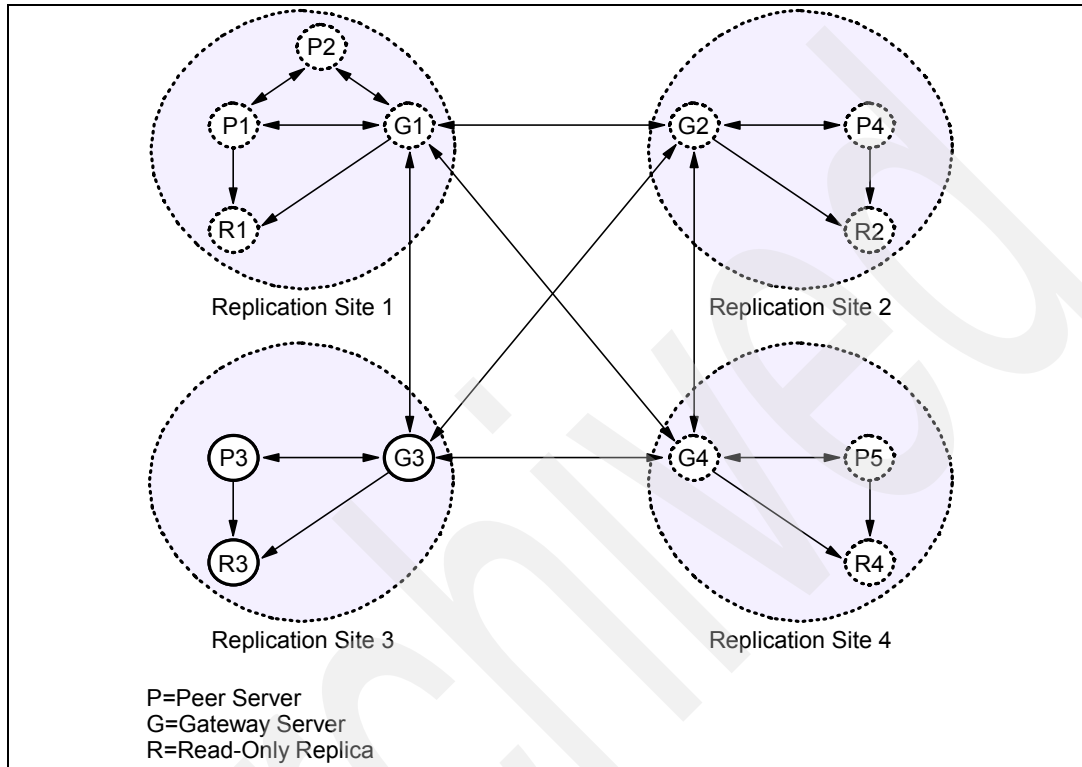 P2
P1
G1
R1
Replication Site 1
G2
P4
R2
Replication Site 2
P3
G3
R3
Replication Site 3
G4
P5
R4
Replication Site 4
P=Peer Server
G=Gateway Server
R=Read-Only Replica